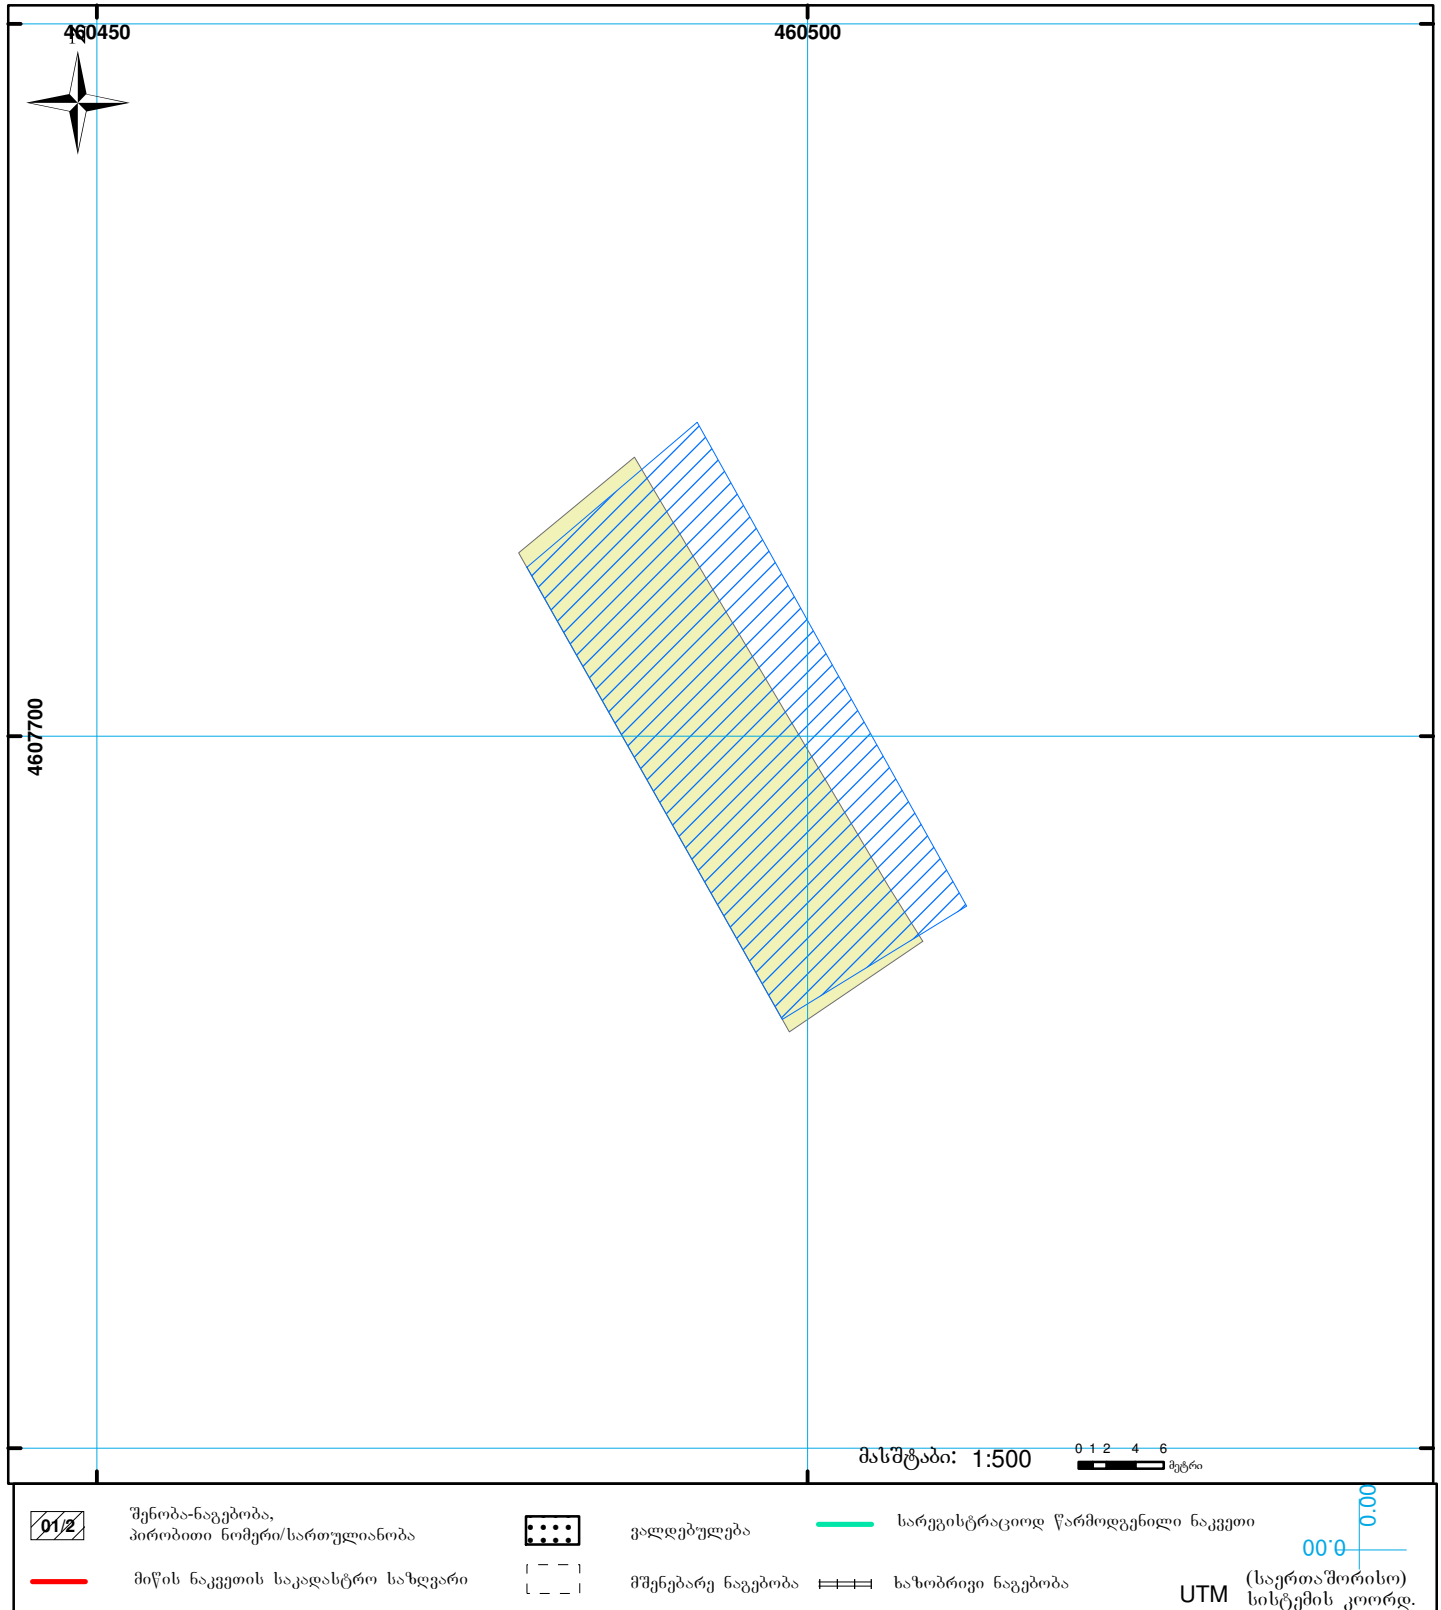 460450
460500
N
4607700
მასშტაბი: 1:500
0 1 2 4 6
მეტრი
01/2
შენობა-ნაგებობა,
პირობითი ნომერი/სართულიანობა
ვალდებულება
სარეგისტრაციოდ წარმოდგენილი ნაკვეთი
00.0
00.0
მიწის ნაკვეთის საკადასტრო საზღვარი
მშენებარე ნაგებობა
ხაზობრივი ნაგებობა
UTM
(საერთაშორისო)
სისტემის კოორდ.